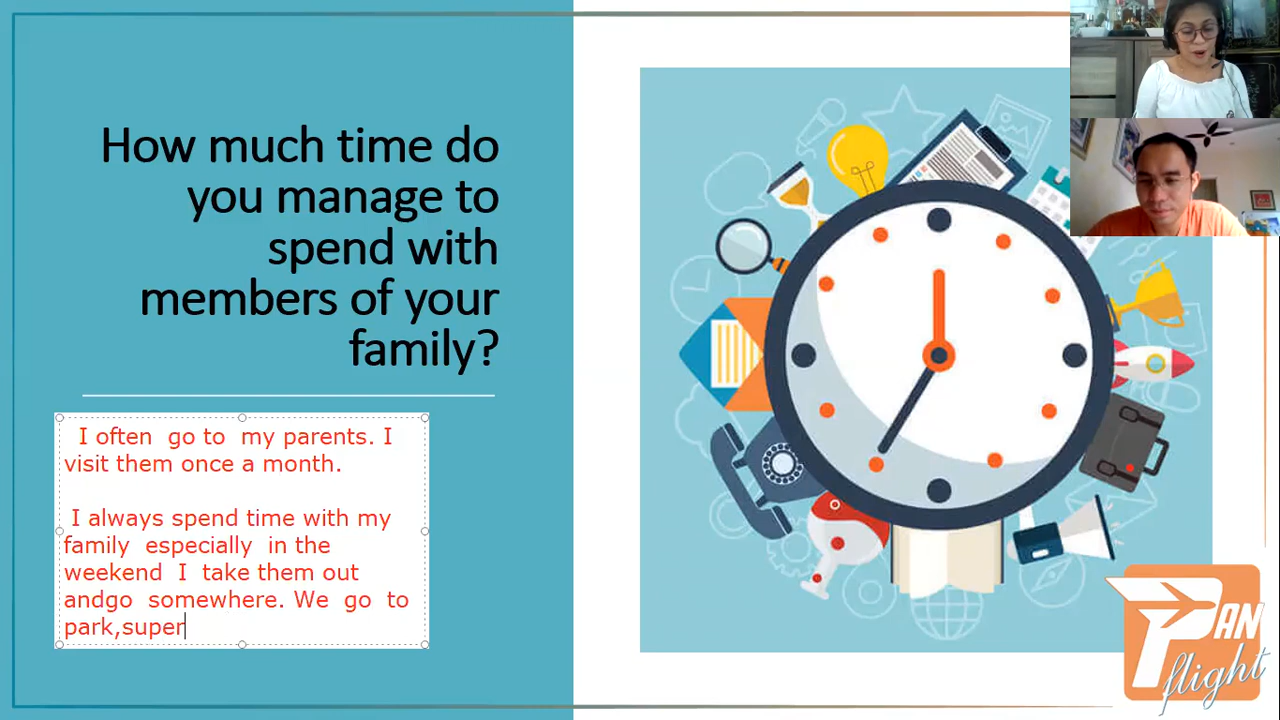 How much time do
you manage to
spend with
members of your
family?
I often go to my parents. I
visit them once a month.
I always spend time with my
family especially in the
weekend I take them out
andgo somewhere. We go to
park,super
PAN
flight